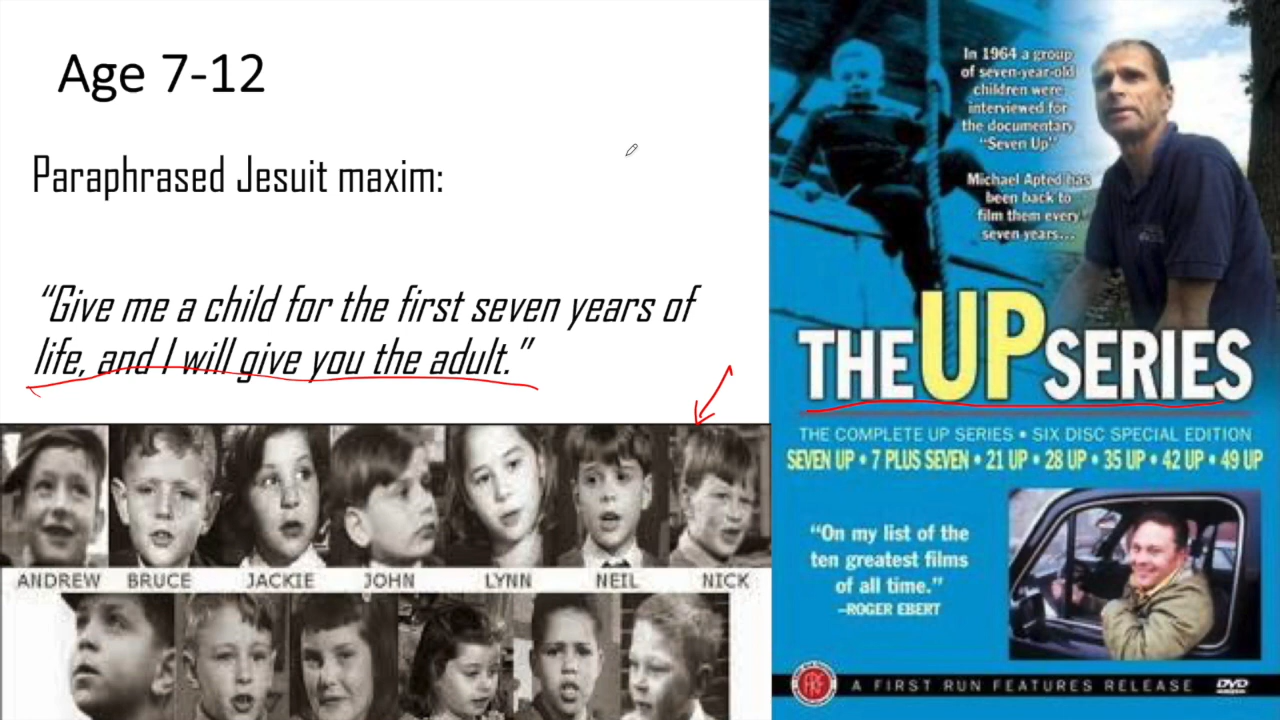 Age 7-12
Paraphrased Jesuit maxim:
“Give me a child for the first seven years of
life, and I will give you the adult.”
ANDREW BRUCE JACKIE JOHN LYNN NEIL NICK
In 1964 a group
of seven-year-old
children were
interviewed for
the documentary
“Seven Up”
Michael Apted has
been back to
film them every
seven years...
THE UP SERIES
THE COMPLETE UP SERIES • SIX DISC SPECIAL EDITION
SEVEN UP • 7 PLUS SEVEN • 21 UP • 28 UP • 35 UP • 42 UP • 49 UP
“On my list of the
ten greatest films
of all time.”
–ROGER EBERT
A FIRST RUN FEATURES RELEASE
DVD